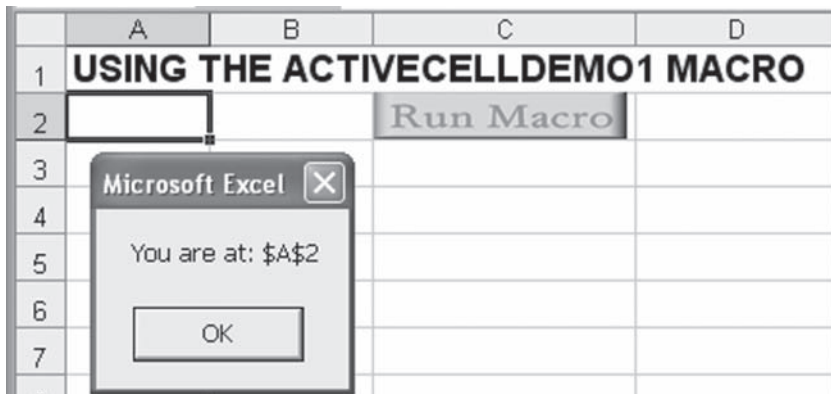 A B C D
1 USING THE ACTIVECELLDEMO1 MACRO
2 Run Macro
3
Microsoft Excel
4
You are at: $A$2
5
6
OK
7